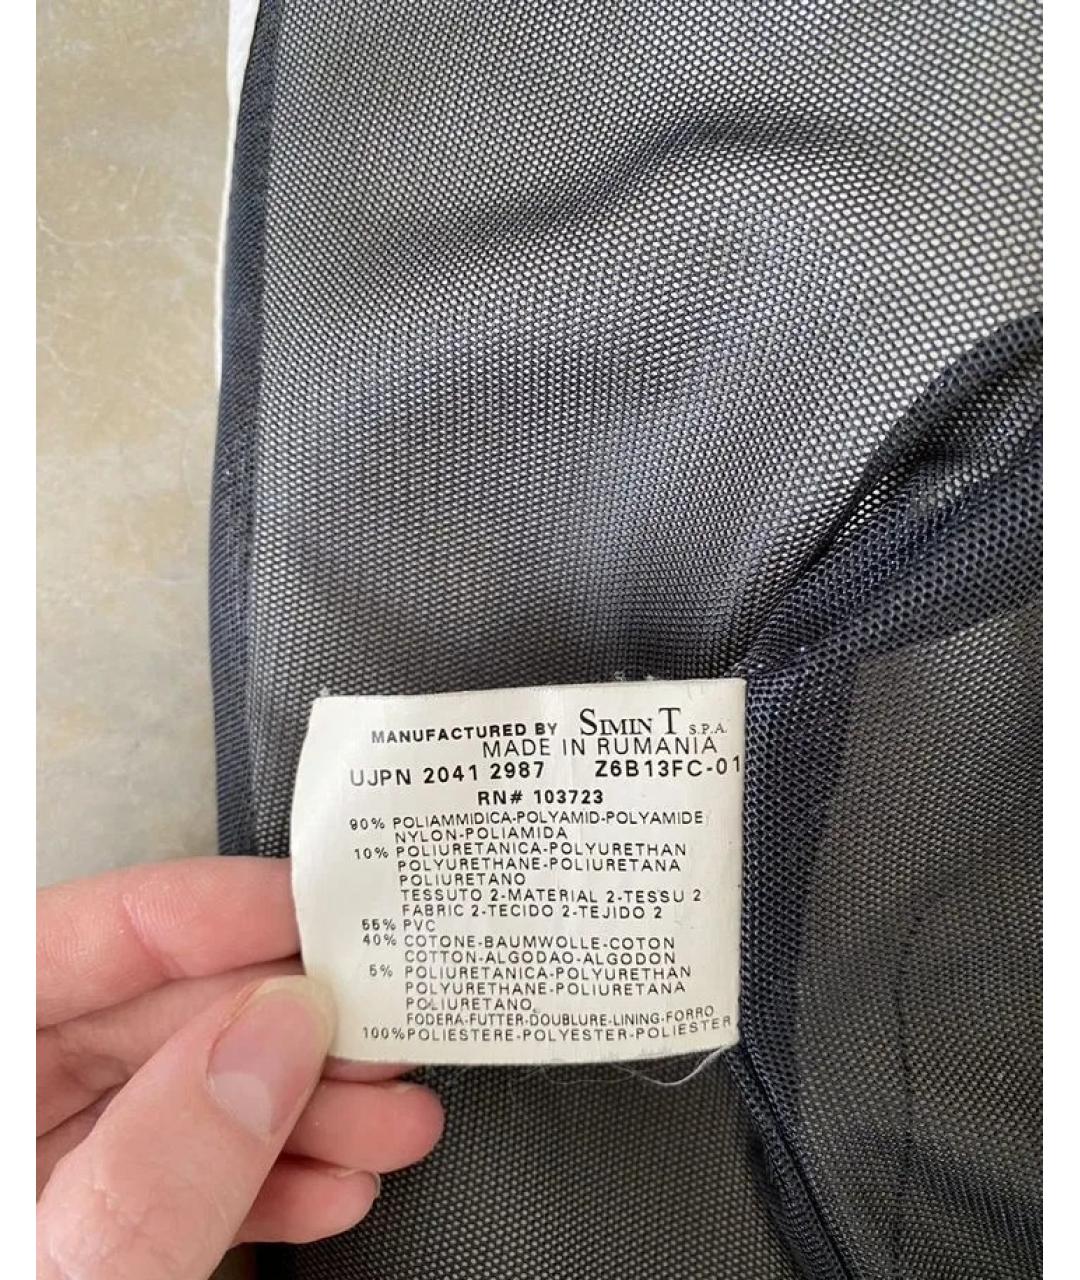 MANUFACTURED BY SIMIN T S.P.A.
MADE IN RUMANIA
UJPN 2041 2987 Z6B13FC-01
RN# 103723
90% POLIAMMIDICA-POLYAMID-POLYAMIDE
NYLON-POLIAMIDA
10% POLIURETANICA-POLYURETHAN
POLYURETHANE-POLIURETANA
POLIURETANO
TESSUTO 2-MATERIAL 2-TESSU 2
FABRIC 2-TECIDO 2-TEJIDO 2
55% PVC
40% COTONE-BAUMWOLLE-COTON
COTTON-ALGODAO-ALGODON
5% POLIURETANICA-POLYURETHAN
POLYURETHANE-POLIURETANA
POLIURETANO
FODERA-FUTTER-DOUBLURE-LINING-FORRO
100% POLIESTERE-POLYESTER-POLIESTER